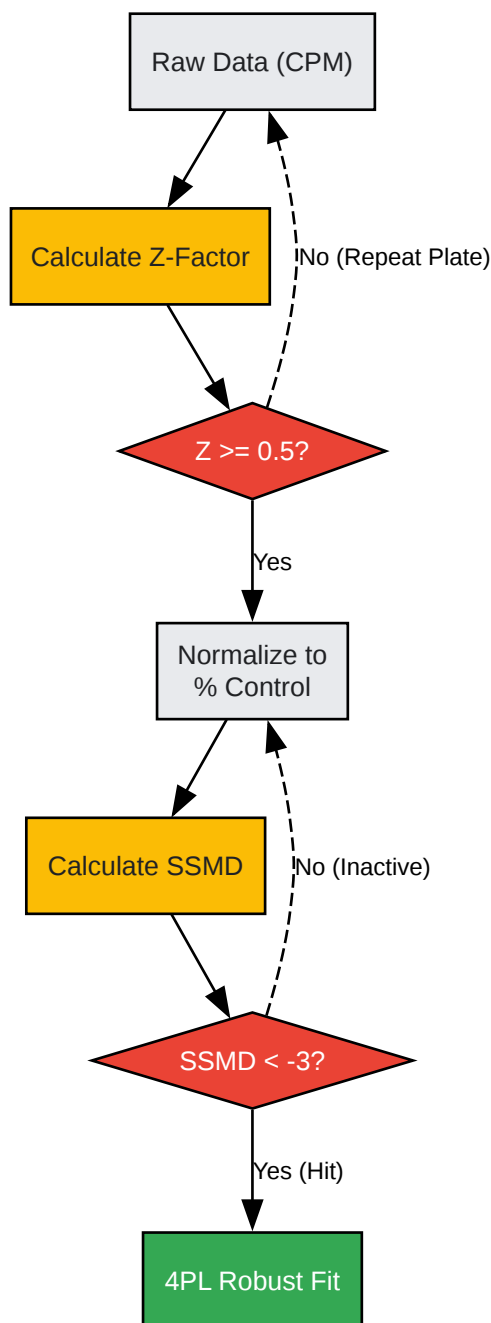 Raw Data (CPM)
Calculate Z-Factor
No (Repeat Plate)
Z >= 0.5?
Yes
Normalize to
% Control
Calculate SSMD
No (Inactive)
SSMD < -3?
Yes (Hit)
4PL Robust Fit